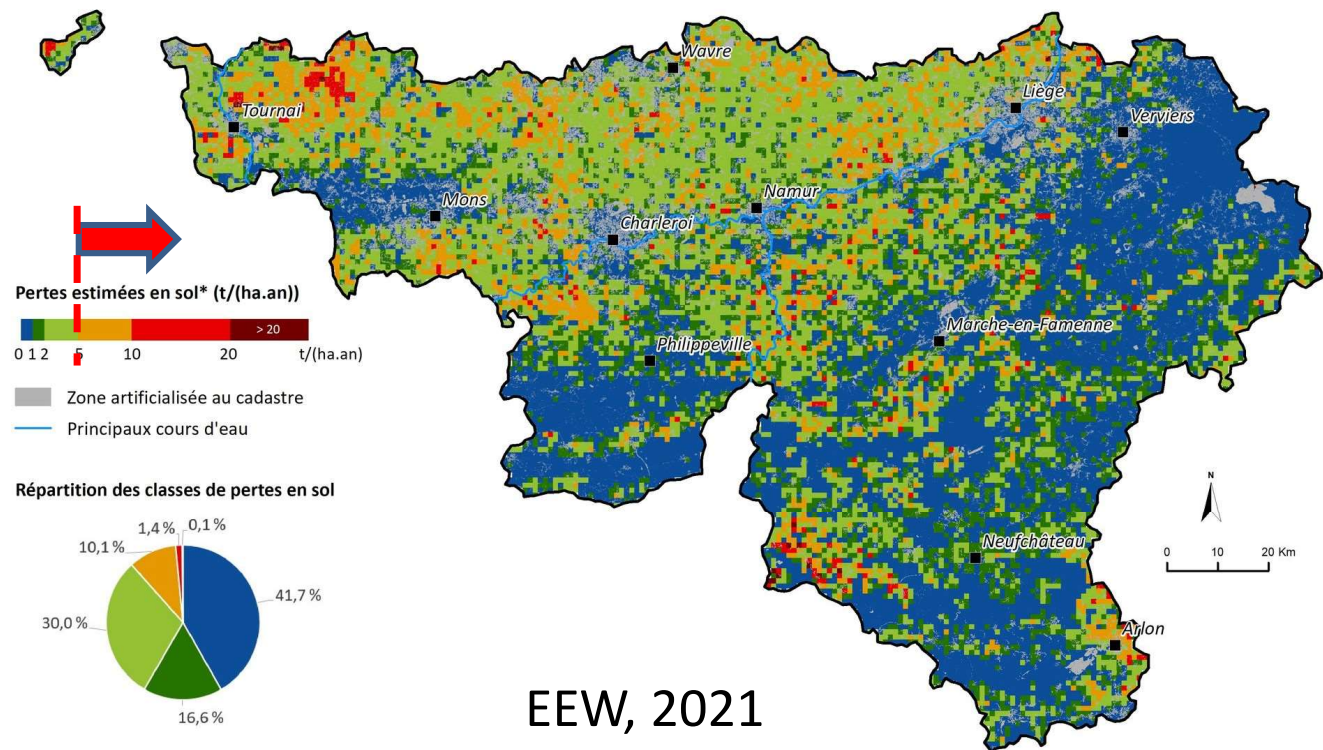 Wavre
Liège
Verviers
Tournai
Mons
Namur
Charleroi
Pertes estimées en sol* (t/(ha.an))
> 20
0 1 2 5 10 20 t/(ha.an)
Marche-en-Famenne
Philippeville
Zone artificialisée au cadastre
Principaux cours d'eau
Répartition des classes de pertes en sol
N
1,4 % 0,1 %
10,1 %
Neufchâteau
0 10 20 Km
41,7 %
30,0 %
Arlon
16,6 %
EEW, 2021